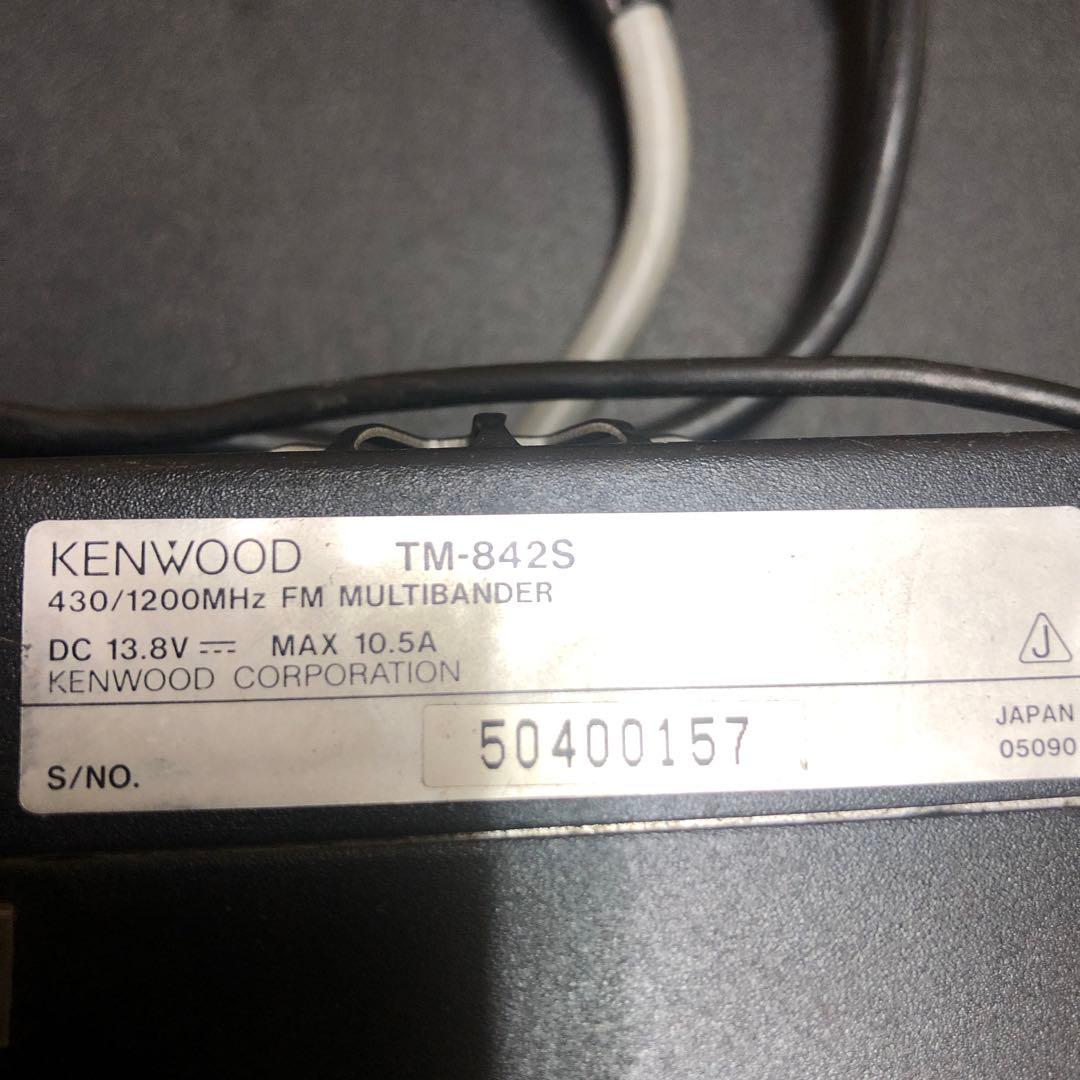 KENWOOD TM-842S
430/1200MHz FM MULTIBANDER
DC 13.8V ⎓ MAX 10.5A
J
KENWOOD CORPORATION
JAPAN
S/NO. 50400157
05090